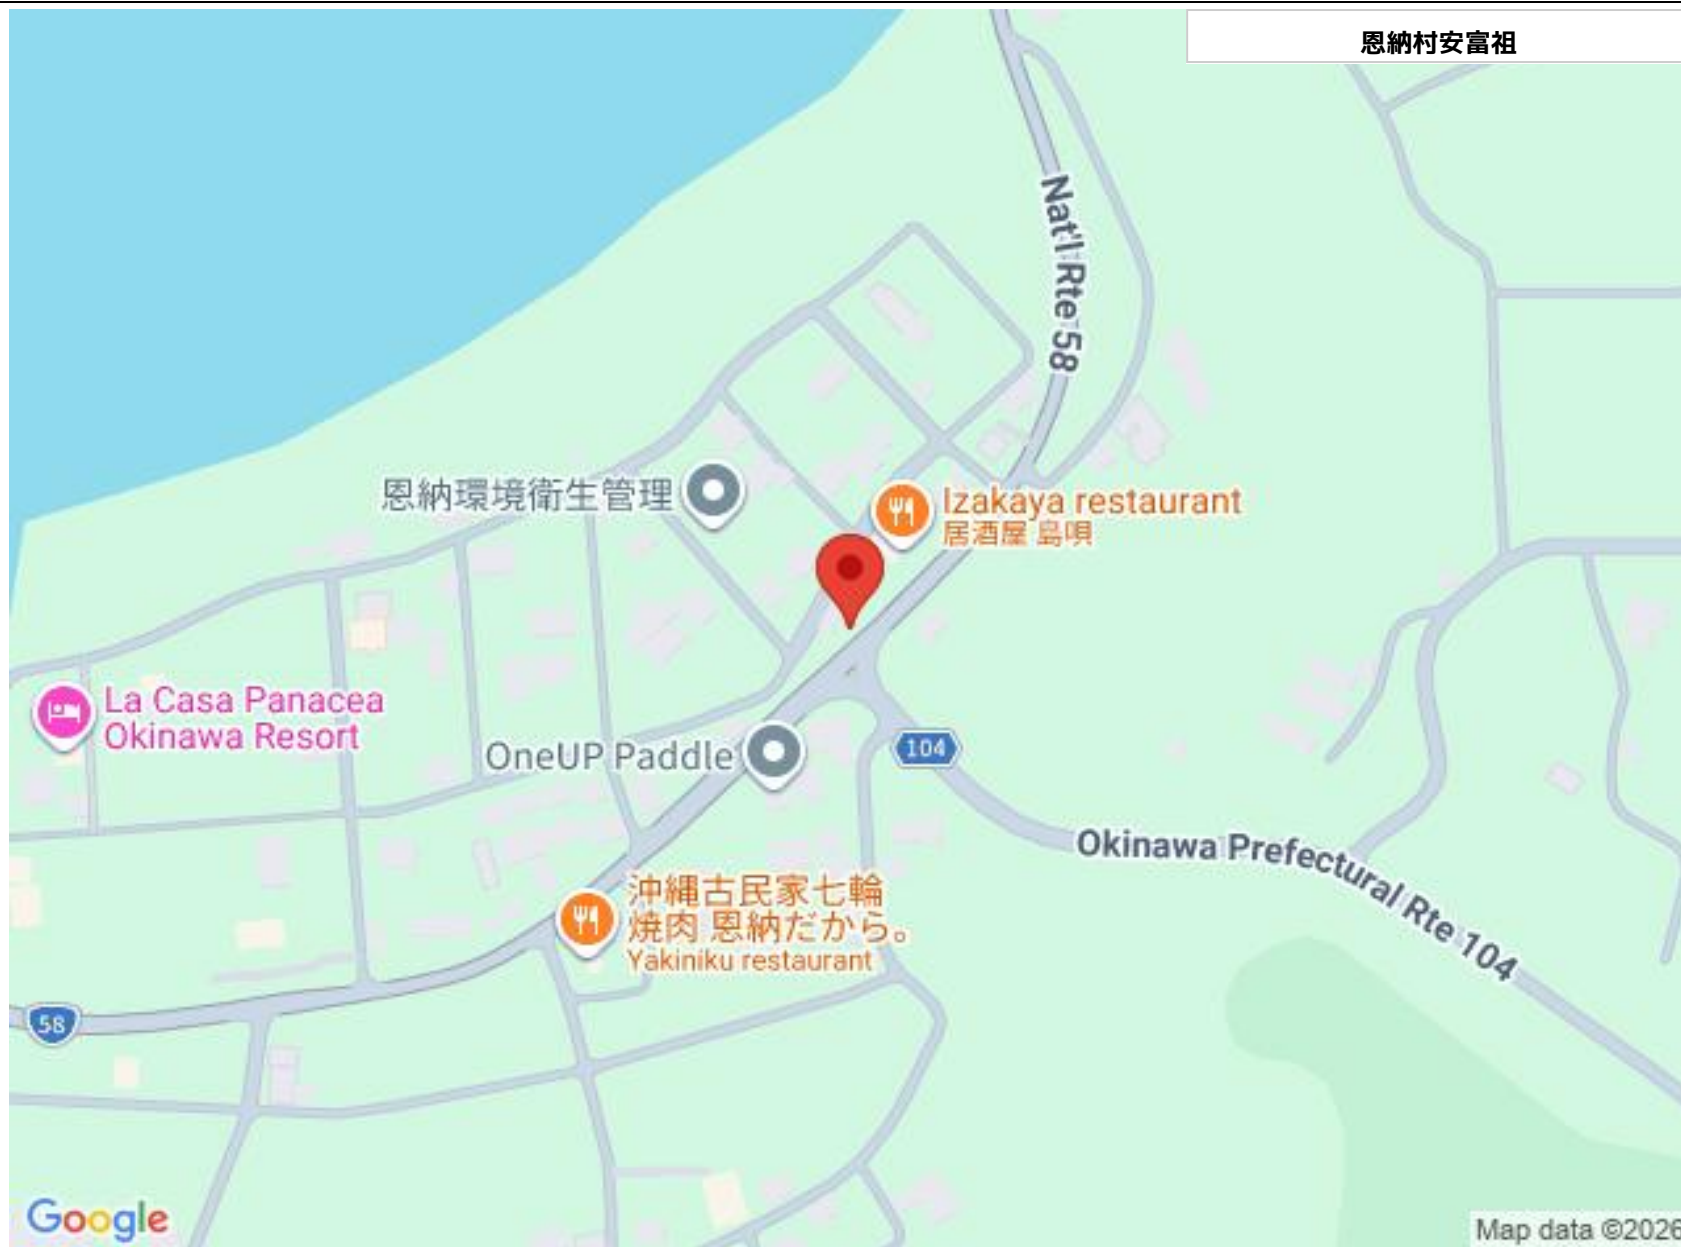 恩納村安富祖
Nat'l Rte 58
恩納環境衛生管理
Izakaya restaurant
居酒屋 島唄
La Casa Panacea
Okinawa Resort
OneUP Paddle
104
Okinawa Prefectural Rte 104
沖縄古民家七輪
焼肉 恩納だから。
Yakiniku restaurant
58
Google
Map data ©2026